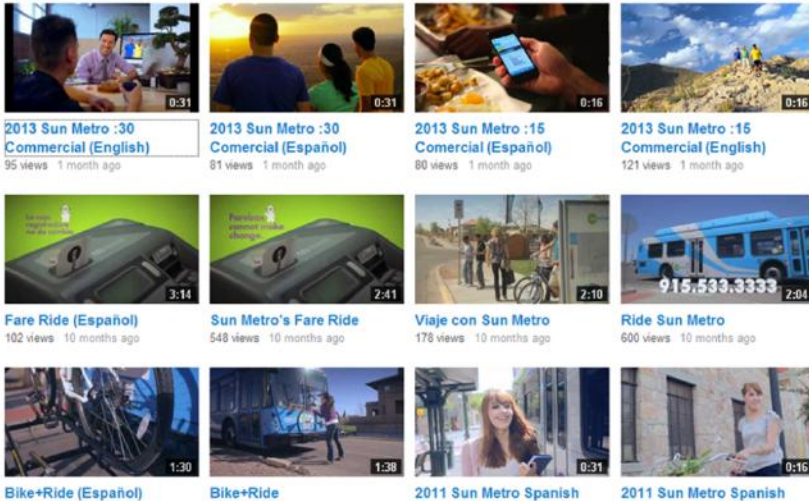 0:31
0:31
0:16
0:16
2013 Sun Metro :30
Commercial (English)
95 views 1 month ago
2013 Sun Metro :30
Comercial (Español)
81 views 1 month ago
2013 Sun Metro :15
Comercial (Español)
80 views 1 month ago
2013 Sun Metro :15
Commercial (English)
121 views 1 month ago
3:14
Farebox
cannot make
change.
2:41
2:10
915.533.3333
2:04
Fare Ride (Español)
102 views 10 months ago
Sun Metro's Fare Ride
548 views 10 months ago
Viaje con Sun Metro
178 views 10 months ago
Ride Sun Metro
600 views 10 months ago
1:30
1:38
0:31
0:16
Bike+Ride (Español)
Bike+Ride
2011 Sun Metro Spanish
2011 Sun Metro Spanish